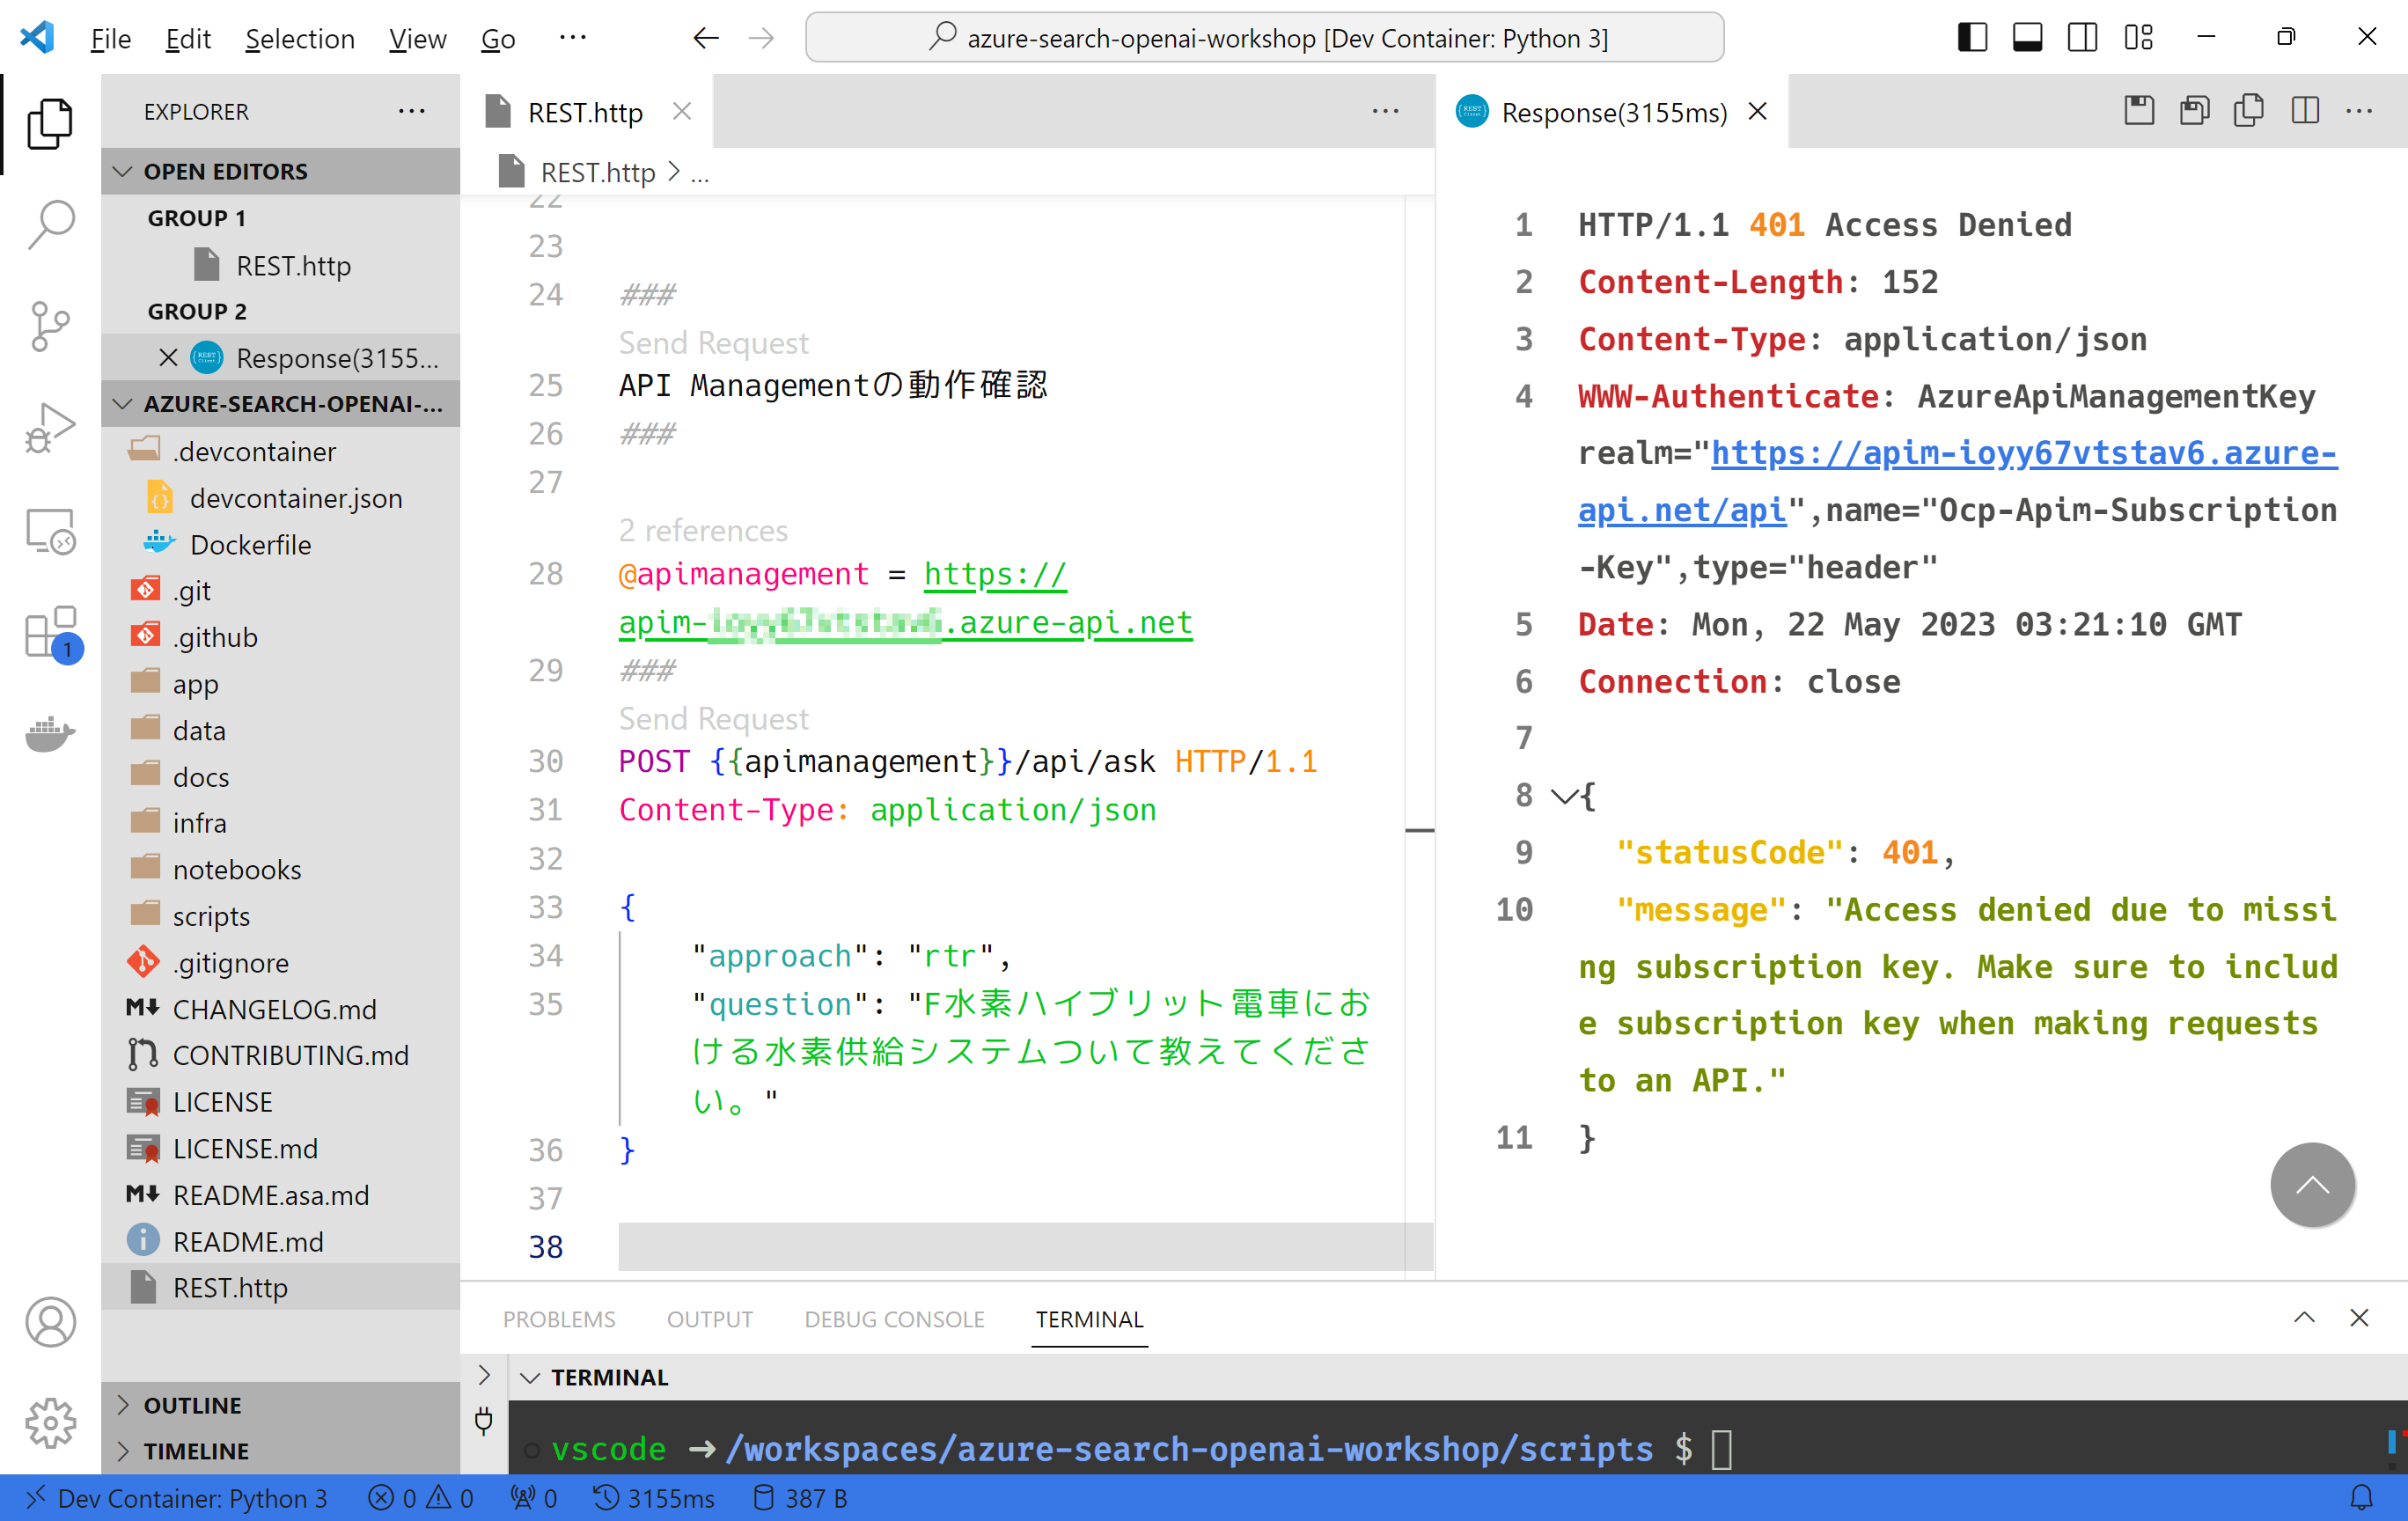 File Edit Selection View Go ···
azure-search-openai-workshop [Dev Container: Python 3]
EXPLORER ···
OPEN EDITORS
GROUP 1
REST.http
GROUP 2
Response(3155...
AZURE-SEARCH-OPENAI-...
.devcontainer
devcontainer.json
Dockerfile
.git
.github
app
data
docs
infra
notebooks
scripts
.gitignore
CHANGELOG.md
CONTRIBUTING.md
LICENSE
LICENSE.md
README.asa.md
README.md
REST.http
OUTLINE
TIMELINE
1
REST.http
REST.http > ...
22
23
24 ###
Send Request
25 API Managementの動作確認
26 ###
27
2 references
28 @apimanagement = https://
apim-.azure-api.net
29 ###
Send Request
30 POST {{apimanagement}}/api/ask HTTP/1.1
31 Content-Type: application/json
32
33 {
34 "approach": "rtr",
35 "question": "F水素ハイブリット電車にお
ける水素供給システムついて教えてくださ
い。"
36 }
37
38
Response(3155ms)
1 HTTP/1.1 401 Access Denied
2 Content-Length: 152
3 Content-Type: application/json
4 WWW-Authenticate: AzureApiManagementKey
realm="https://apim-ioyy67vtstav6.azure-
api.net/api",name="Ocp-Apim-Subscription
-Key",type="header"
5 Date: Mon, 22 May 2023 03:21:10 GMT
6 Connection: close
7
8 {
9 "statusCode": 401,
10 "message": "Access denied due to missi
ng subscription key. Make sure to includ
e subscription key when making requests
to an API."
11 }
PROBLEMS OUTPUT DEBUG CONSOLE TERMINAL
TERMINAL
vscode ➜ /workspaces/azure-search-openai-workshop/scripts $
Dev Container: Python 3 0 0 0 3155ms 387 B